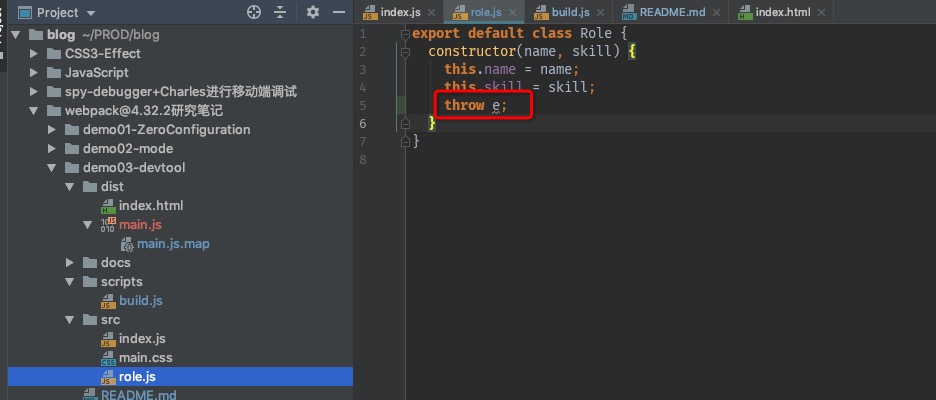 Project
blog ~/PROD/blog
CSS3-Effect
JavaScript
spy-debugger+Charles进行移动端调试
webpack@4.32.2研究笔记
demo01-ZeroConfiguration
demo02-mode
demo03-devtool
dist
index.html
main.js
main.js.map
docs
scripts
build.js
src
index.js
main.css
role.js
README.md
index.js
role.js
build.js
README.md
index.html
1 export default class Role {
2 constructor(name, skill) {
3 this.name = name;
4 this.skill = skill;
5 throw e;
6 }
7 }
8